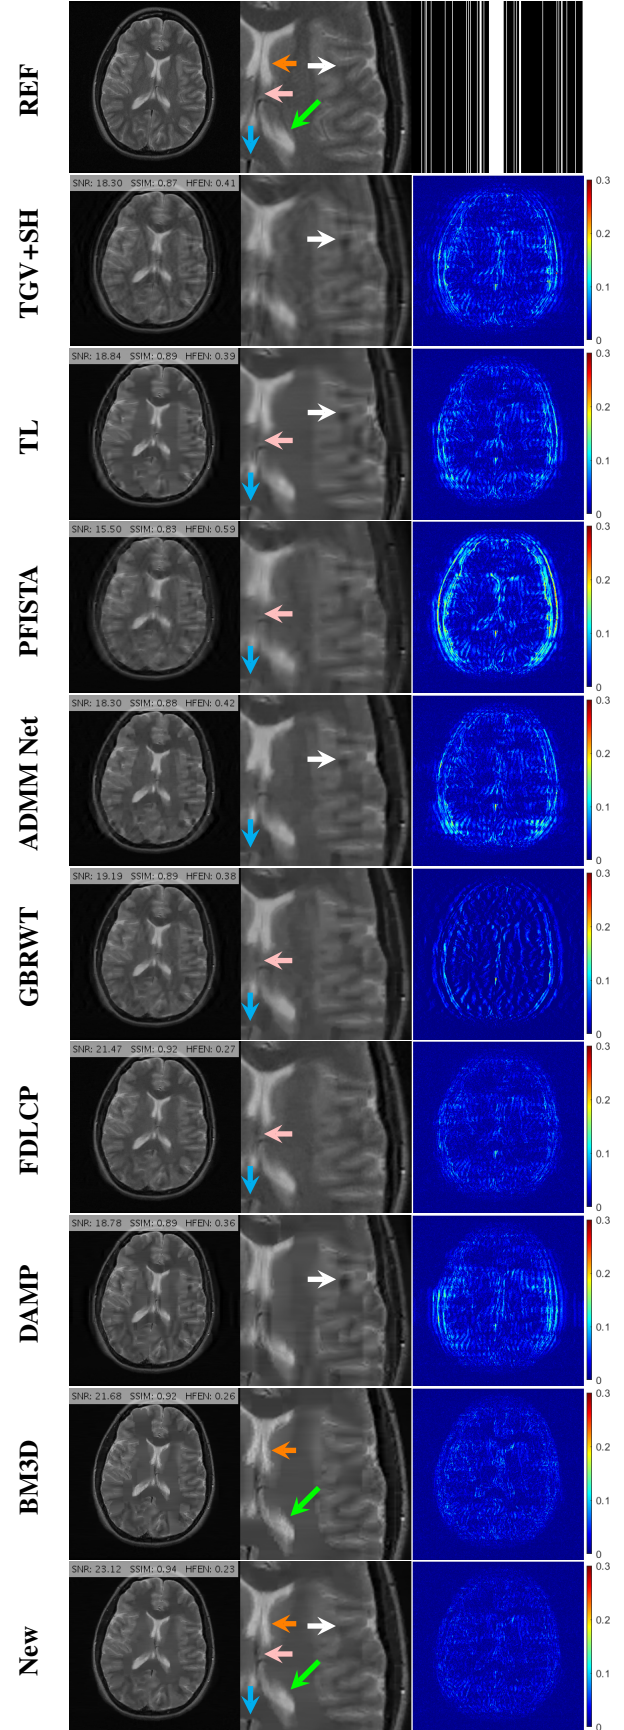 REF
TGV+SH
SNR: 18.30 SSIM: 0.87 HFEN: 0.41
0.3
0.2
0.1
0
TL
SNR: 18.84 SSIM: 0.89 HFEN: 0.39
0.3
0.2
0.1
0
PFISTA
SNR: 15.50 SSIM: 0.83 HFEN: 0.59
0.3
0.2
0.1
0
ADMM Net
SNR: 18.30 SSIM: 0.88 HFEN: 0.42
0.3
0.2
0.1
0
GBRWT
SNR: 19.19 SSIM: 0.89 HFEN: 0.38
0.3
0.2
0.1
0
FDLCP
SNR: 21.47 SSIM: 0.92 HFEN: 0.27
0.3
0.2
0.1
0
DAMP
SNR: 18.78 SSIM: 0.89 HFEN: 0.36
0.3
0.2
0.1
0
BM3D
SNR: 21.68 SSIM: 0.92 HFEN: 0.26
0.3
0.2
0.1
0
New
SNR: 23.12 SSIM: 0.94 HFEN: 0.23
0.3
0.2
0.1
0